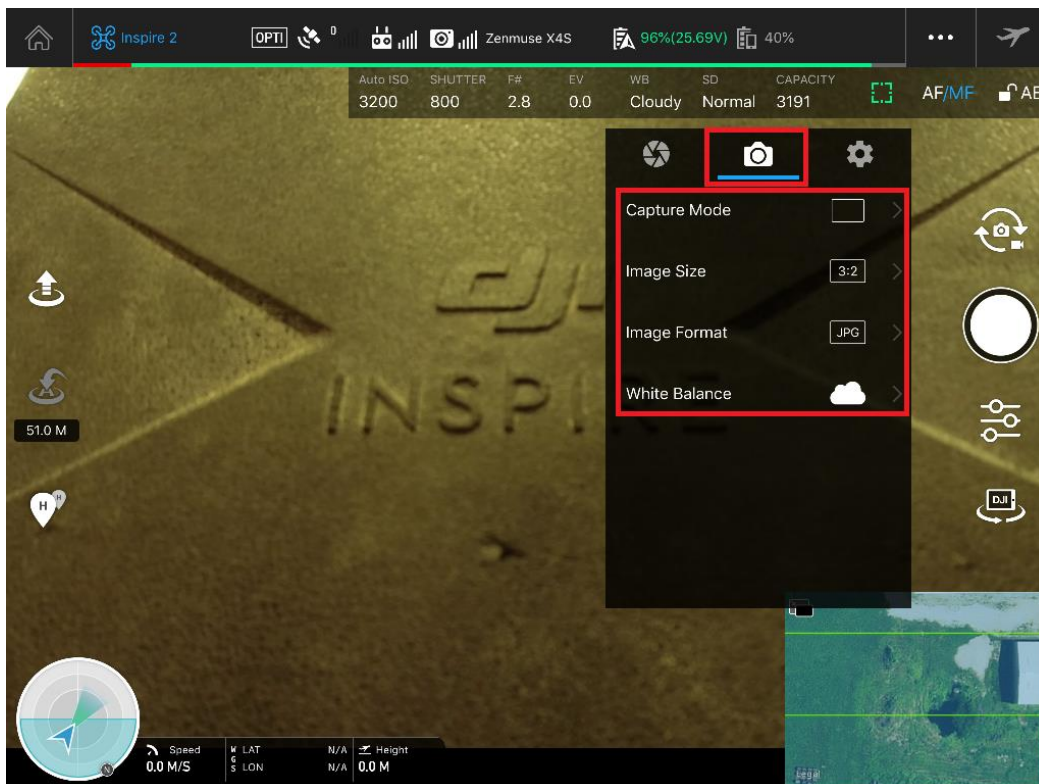 Inspire 2
OPTI
0
Zenmuse X4S
96%(25.69V)
40%
Auto ISO SHUTTER F# EV WB SD CAPACITY
3200 800 2.8 0.0 Cloudy Normal 3191
AF/MF
AE
Capture Mode
Image Size 3:2
Image Format JPG
White Balance
dji
INSPIRE
51.0 M
H H
DJI
Speed
0.0 M/S
WGS
LAT N/A
LON N/A
Height
0.0 M
N
Legal